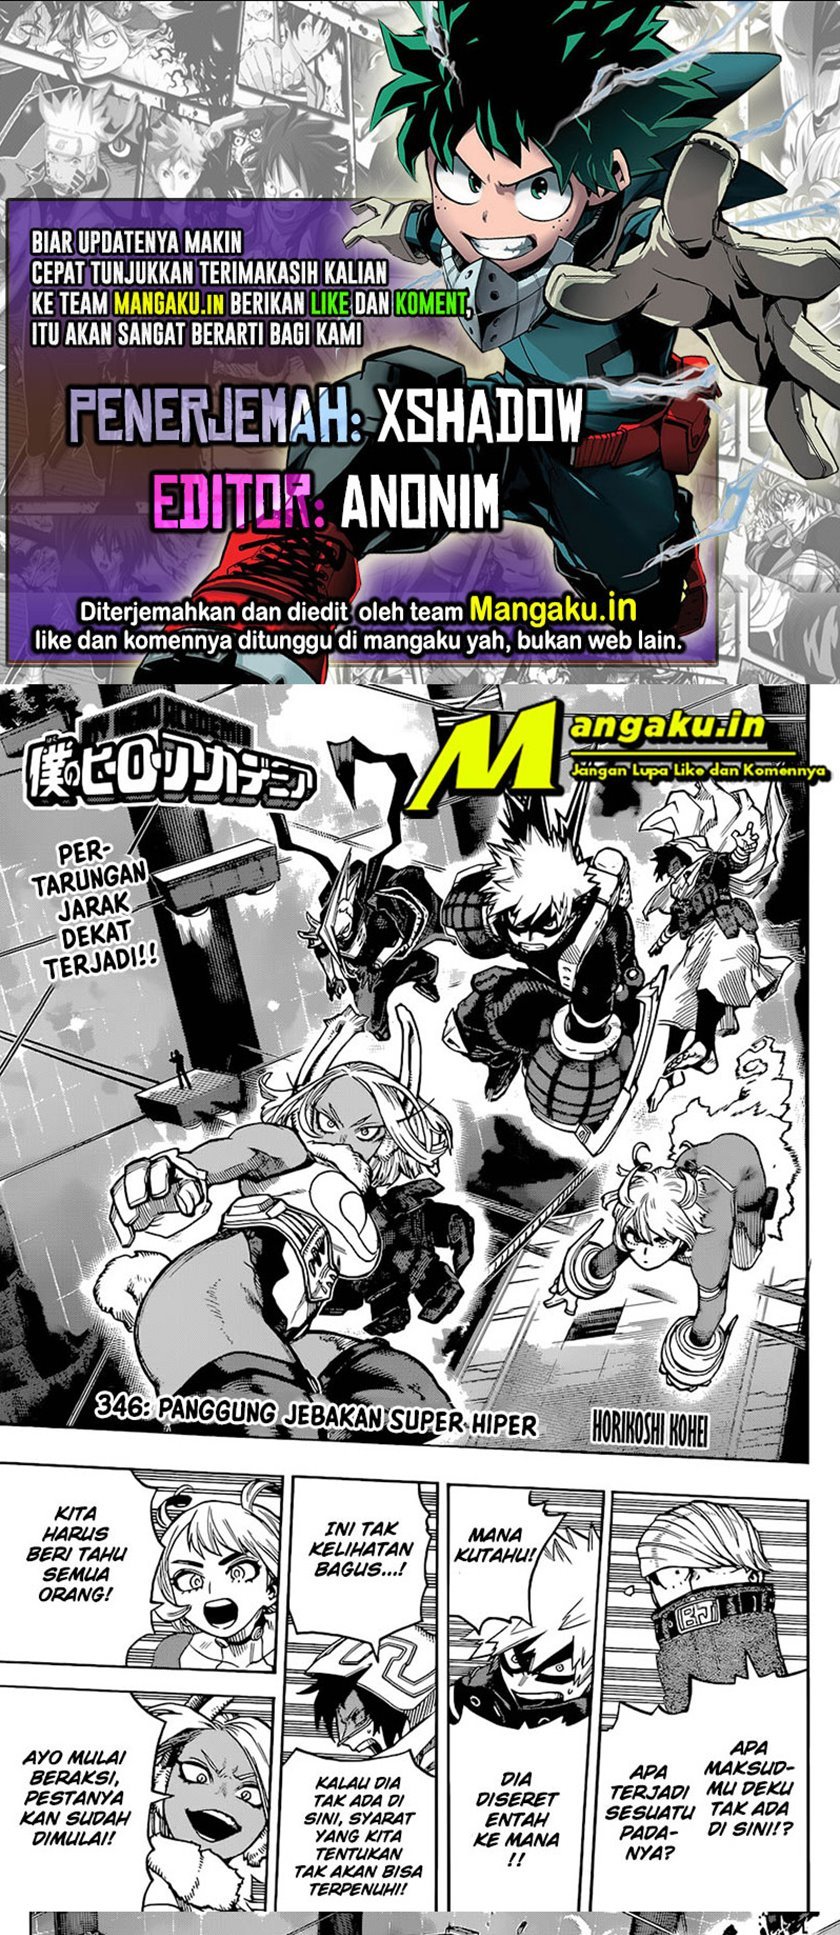 BIAR UPDATENYA MAKIN
CEPAT TUNJUKKAN TERIMAKASIH KALIAN
KE TEAM MANGAKU.IN BERIKAN LIKE DAN KOMENT,
ITU AKAN SANGAT BERARTI BAGI KAMI
PENERJEMAH: XSHADOW
EDITOR: ANONIM
Diterjemahkan dan diedit oleh team Mangaku.in
like dan komennya ditunggu di mangaku yah, bukan web lain.
MY HERO ACADEMIA
僕のヒーローアカデミア
Mangaku.in
Jangan Lupa Like dan Komennya
PER-
TARUNGAN
JARAK
DEKAT
TERJADI!!
346: PANGGUNG JEBAKAN SUPER HIPER
HORIKOSHI KOHEI
APA
MAKSUD-
MU DEKU
TAK ADA
DI SINI!?
APA
TERJADI
SESUATU
PADA-
NYA?
BJ
MANA
KUTAHU!
DIA
DISERET
ENTAH
KE MANA
!!
INI TAK
KELIHATAN
BAGUS...!
KALAU DIA
TAK ADA DI
SINI, SYARAT
YANG KITA
TENTUKAN
TAK AKAN BISA
TERPENUHI!
KITA
HARUS
BERI TAHU
SEMUA
ORANG!
AYO MULAI
BERAKSI,
PESTANYA
KAN SUDAH
DIMULAI!